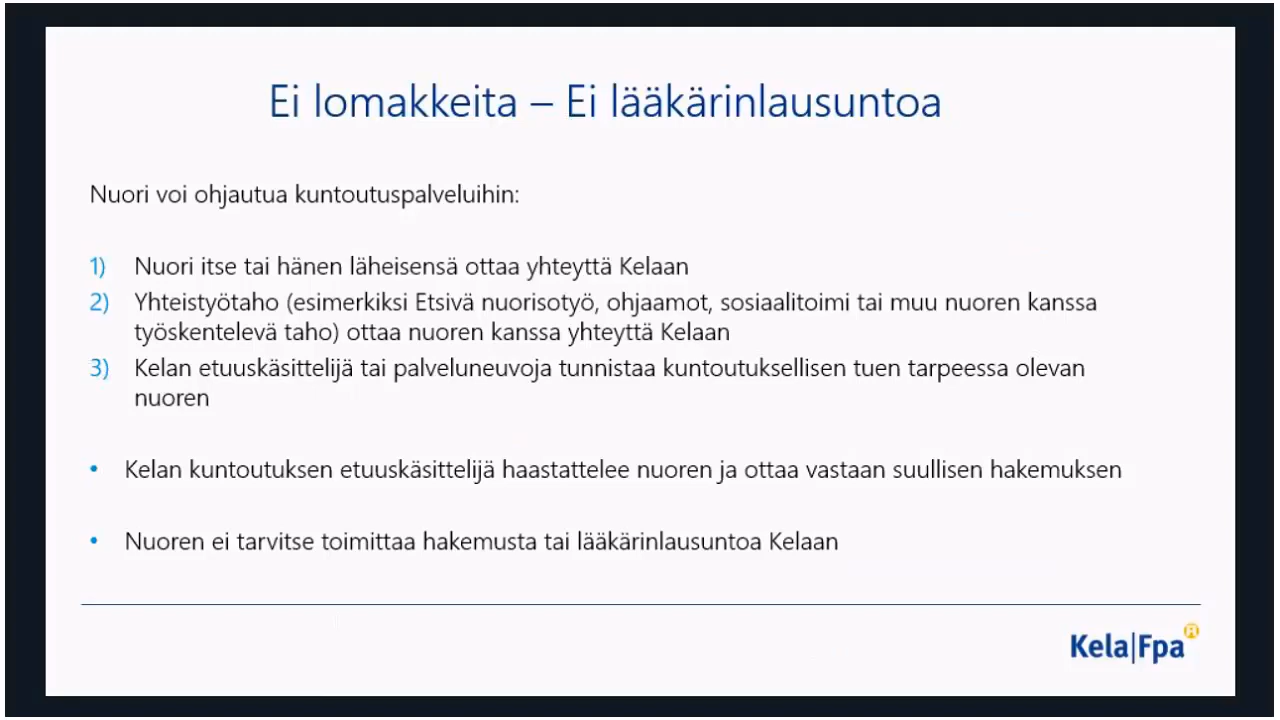 Ei lomakkeita – Ei lääkärinlausuntoa
Nuori voi ohjautua kuntoutuspalveluihin:
1) Nuori itse tai hänen läheisensä ottaa yhteyttä Kelaan
2) Yhteistyötaho (esimerkiksi Etsivä nuorisotyö, ohjaamot, sosiaalitoimi tai muu nuoren kanssa
työskentelevä taho) ottaa nuoren kanssa yhteyttä Kelaan
3) Kelan etuuskäsittelijä tai palveluneuvoja tunnistaa kuntoutuksellisen tuen tarpeessa olevan
nuoren
• Kelan kuntoutuksen etuuskäsittelijä haastattelee nuoren ja ottaa vastaan suullisen hakemuksen
• Nuoren ei tarvitse toimittaa hakemusta tai lääkärinlausuntoa Kelaan
Kela|Fpa